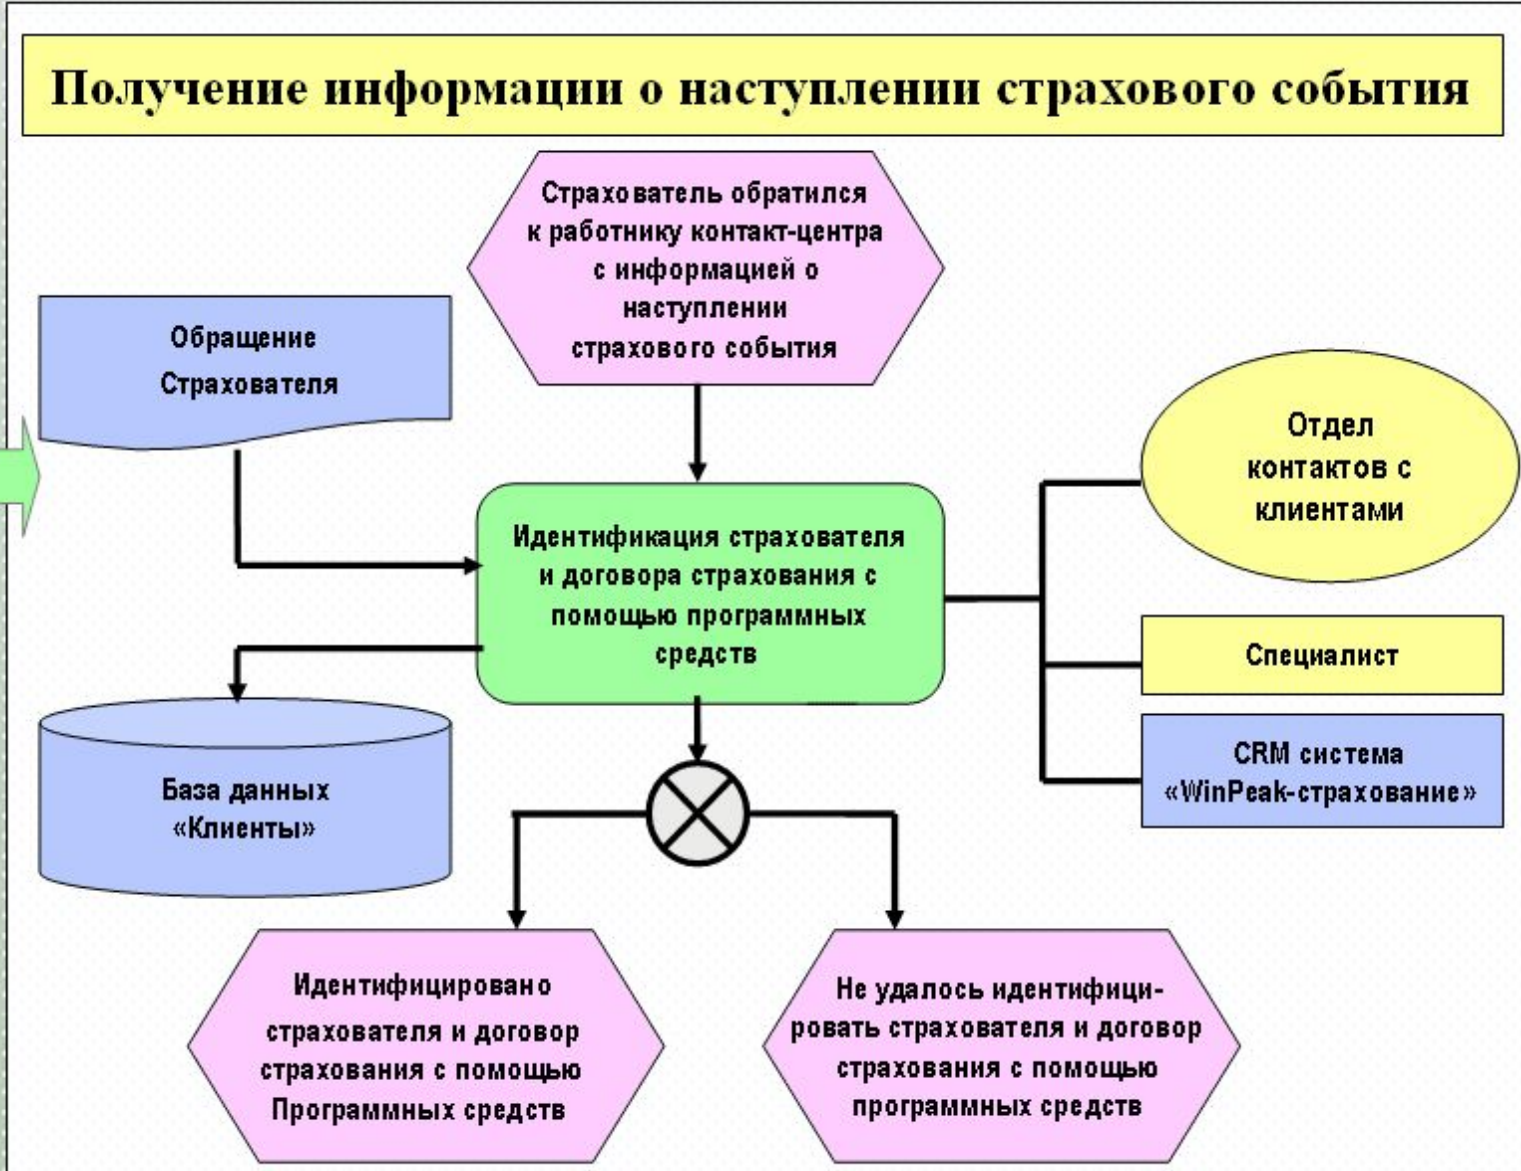 Получение информации о наступлении страхового события
Страхователь обратился
к работнику контакт-центра
с информацией о
наступлении
страхового события
Обращение
Страхователя
Отдел
контактов с
клиентами
Идентификация страхователя
и договора страхования с
помощью программных
средств
Специалист
CRM система
«WinPeak-страхование»
База данных
«Клиенты»
Идентифицировано
страхователя и договор
страхования с помощью
Программных средств
Не удалось идентифици-
ровать страхователя и договор
страхования с помощью
программных средств